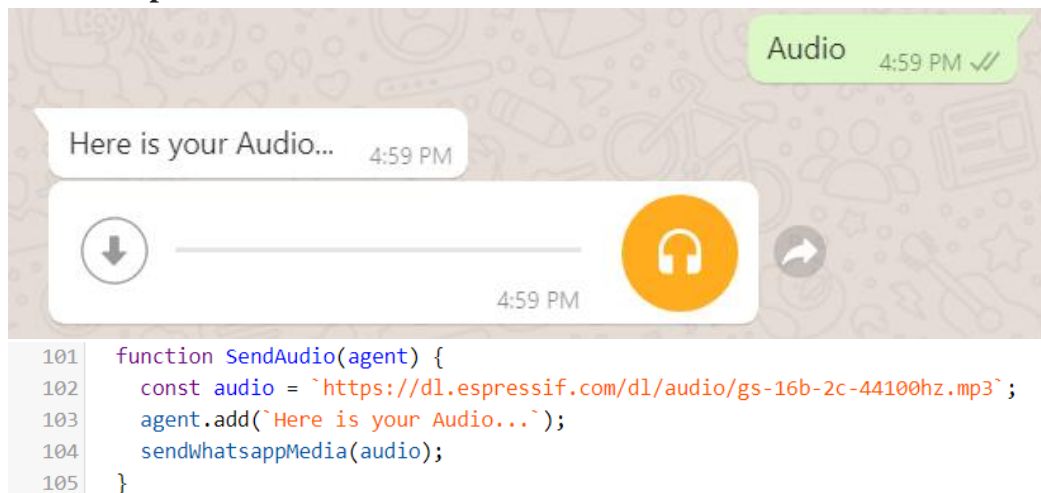 Audio 4:59 PM
Here is your Audio... 4:59 PM
4:59 PM
101 function SendAudio(agent) {
102 const audio = `https://dl.espressif.com/dl/audio/gs-16b-2c-44100hz.mp3`;
103 agent.add(`Here is your Audio...`);
104 sendWhatsappMedia(audio);
105 }